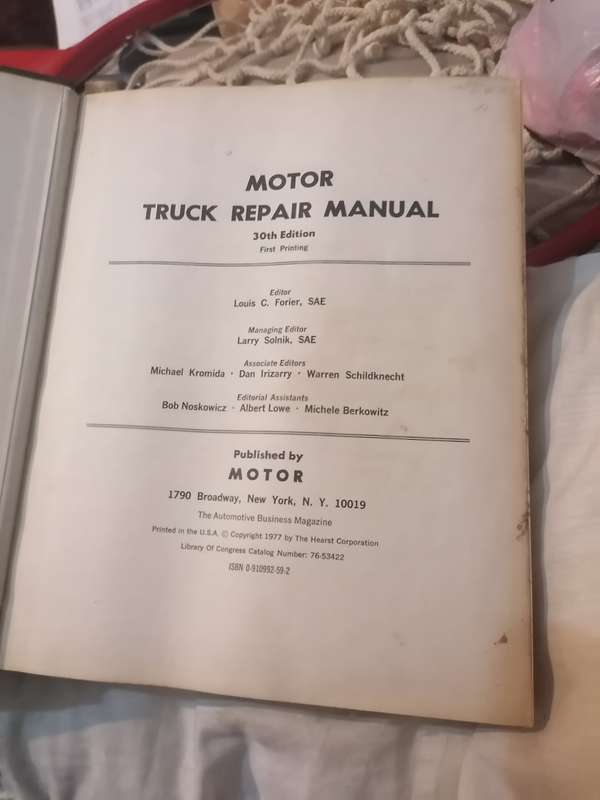 MOTOR
TRUCK REPAIR MANUAL
30th Edition
First Printing
Editor
Louis C. Forier, SAE
Managing Editor
Larry Solnik, SAE
Associate Editors
Michael Kromida · Dan Irizarry · Warren Schildknecht
Editorial Assistants
Bob Noskowicz · Albert Lowe · Michele Berkowitz
Published by
MOTOR
1790 Broadway, New York, N. Y. 10019
The Automotive Business Magazine
Printed in the U.S.A. © Copyright 1977 by The Hearst Corporation
Library Of Congress Catalog Number: 76-53422
ISBN 0-910992-59-2